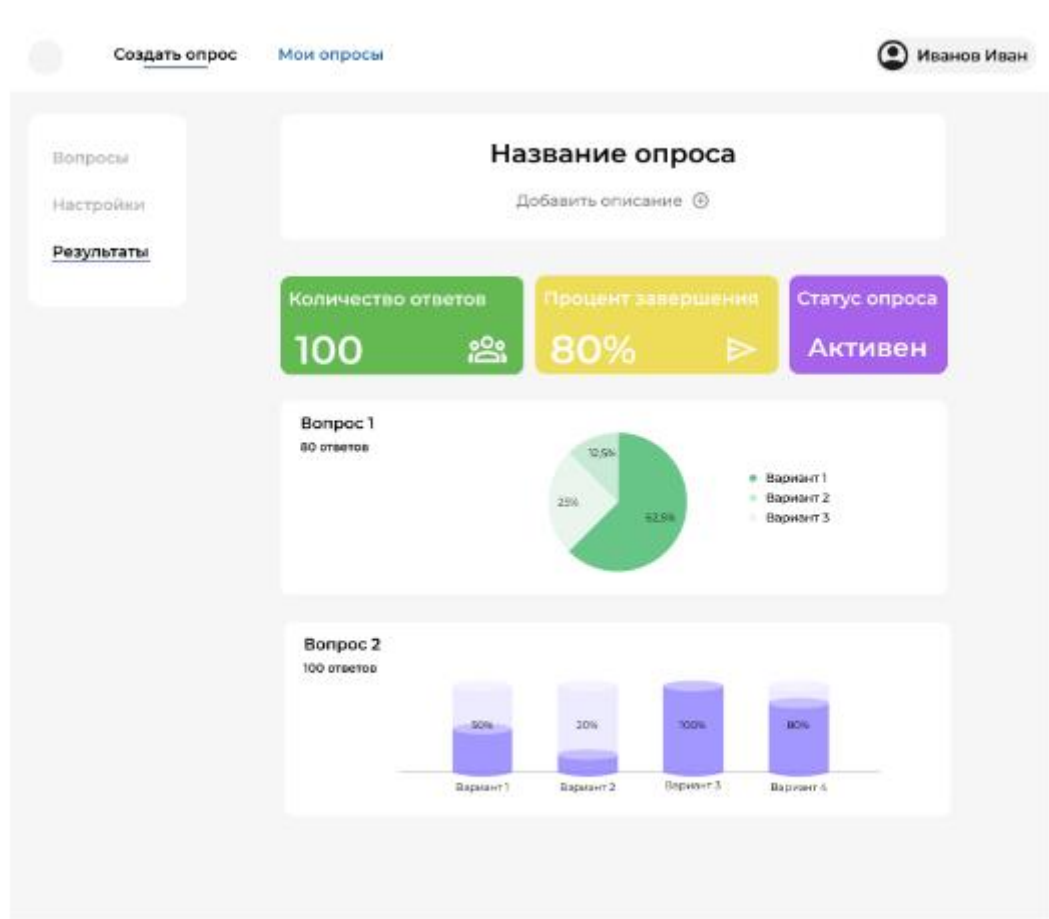 Создать опрос Мои опросы Иванов Иван
Вопросы
Настройки
Результаты
Название опроса
Добавить описание
Количество ответов
100
Процент завершения
80%
Статус опроса
Активен
Вопрос 1
80 ответов
12,5%
25%
62,5%
Вариант 1
Вариант 2
Вариант 3
Вопрос 2
100 ответов
50% 20% 100% 80%
Вариант 1 Вариант 2 Вариант 3 Вариант 4